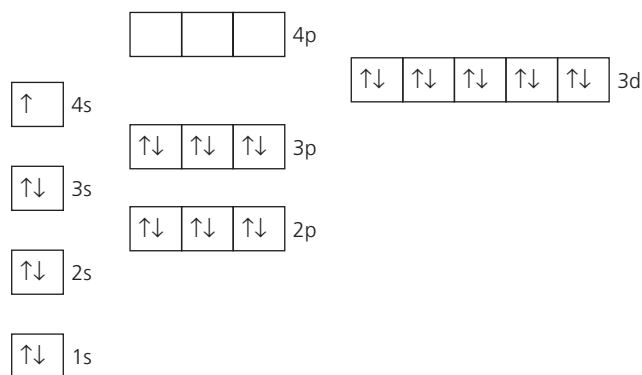 4p
↑↓ ↑↓ ↑↓ ↑↓ ↑↓ 3d
↑ 4s
↑↓ ↑↓ ↑↓ 3p
↑↓ 3s
↑↓ ↑↓ ↑↓ 2p
↑↓ 2s
↑↓ 1s